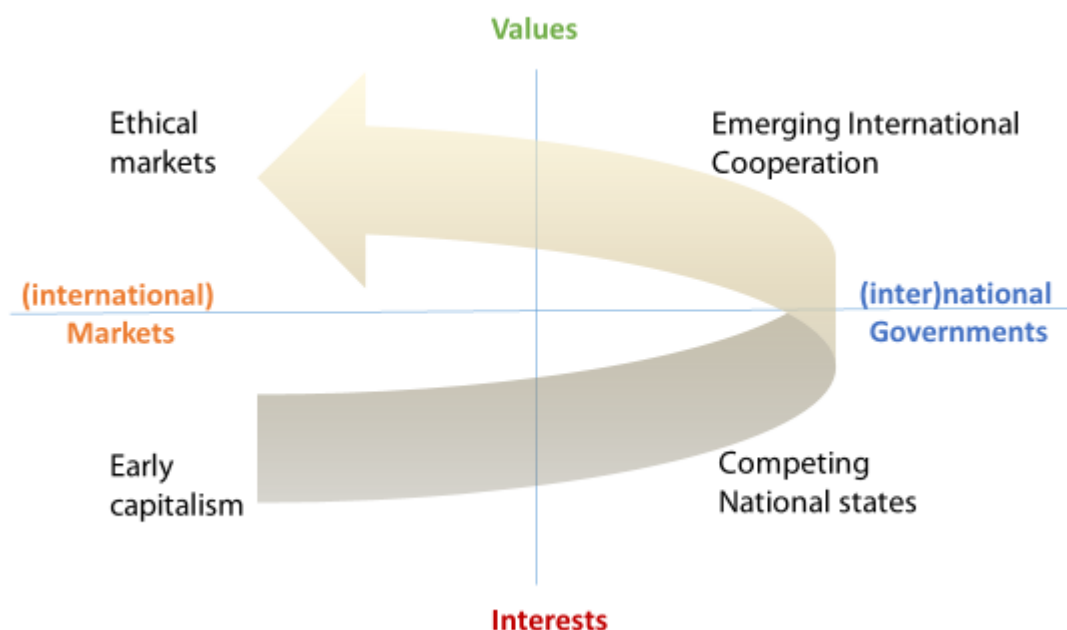 Values
Ethical
markets
Emerging International
Cooperation
(international)
Markets
(inter)national
Governments
Early
capitalism
Competing
National states
Interests